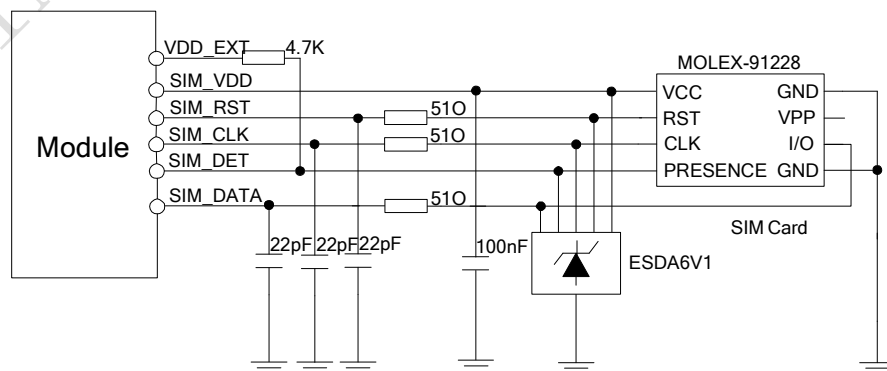 VDD_EXT 4.7K
MOLEX-91228
SIM_VDD
VCC GND
SIM_RST 51O
RST VPP
Module
SIM_CLK 51O
CLK I/O
SIM_DET
PRESENCE GND
SIM_DATA 51O
SIM Card
22pF 22pF 22pF 100nF
ESDA6V1